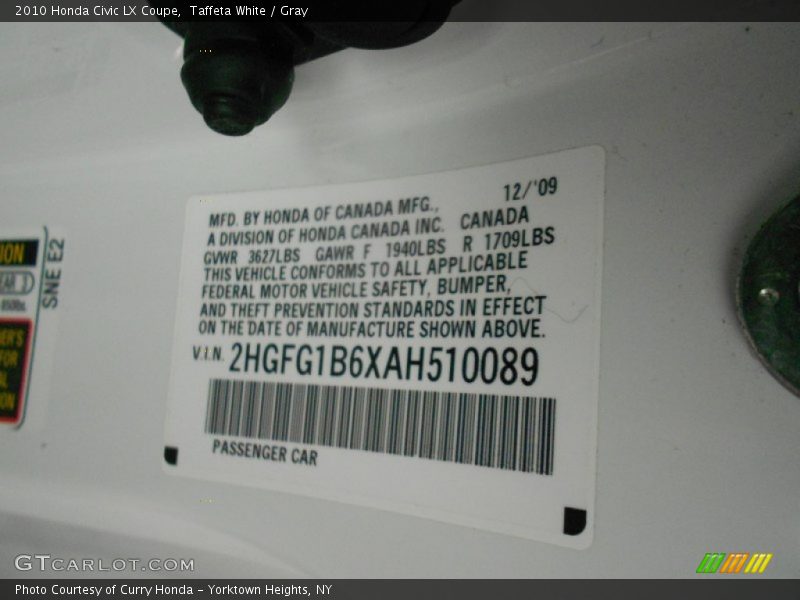 2010 Honda Civic LX Coupe, Taffeta White / Gray
12/'09
MFD. BY HONDA OF CANADA MFG.,
A DIVISION OF HONDA CANADA INC. CANADA
GVWR 3627LBS GAWR F 1940LBS R 1709LBS
THIS VEHICLE CONFORMS TO ALL APPLICABLE
FEDERAL MOTOR VEHICLE SAFETY, BUMPER,
AND THEFT PREVENTION STANDARDS IN EFFECT
ON THE DATE OF MANUFACTURE SHOWN ABOVE.
V.I.N. 2HGFG1B6XAH510089
PASSENGER CAR
SNE E2
GTCARLOT.COM
Photo Courtesy of Curry Honda - Yorktown Heights, NY